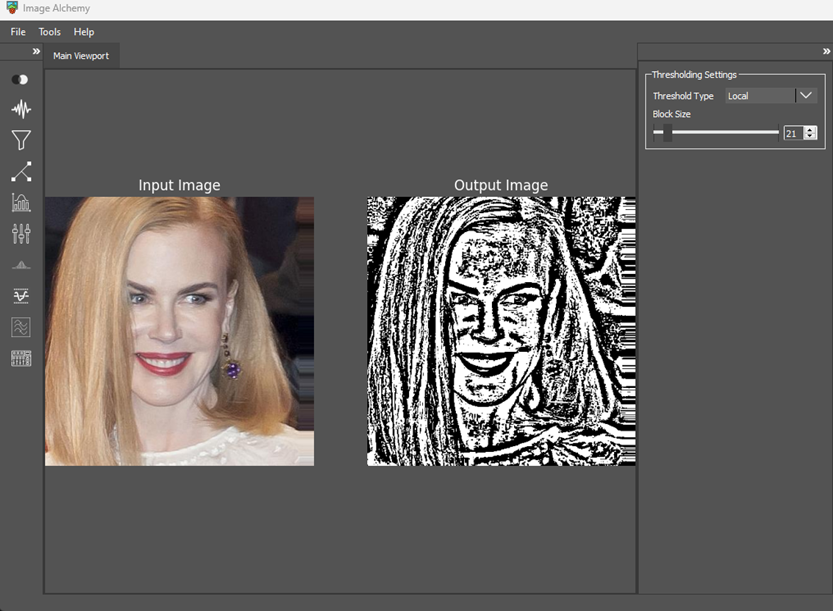 Image Alchemy
File Tools Help
» Main Viewport »
Thresholding Settings
Threshold Type Local
Block Size
21
Input Image Output Image